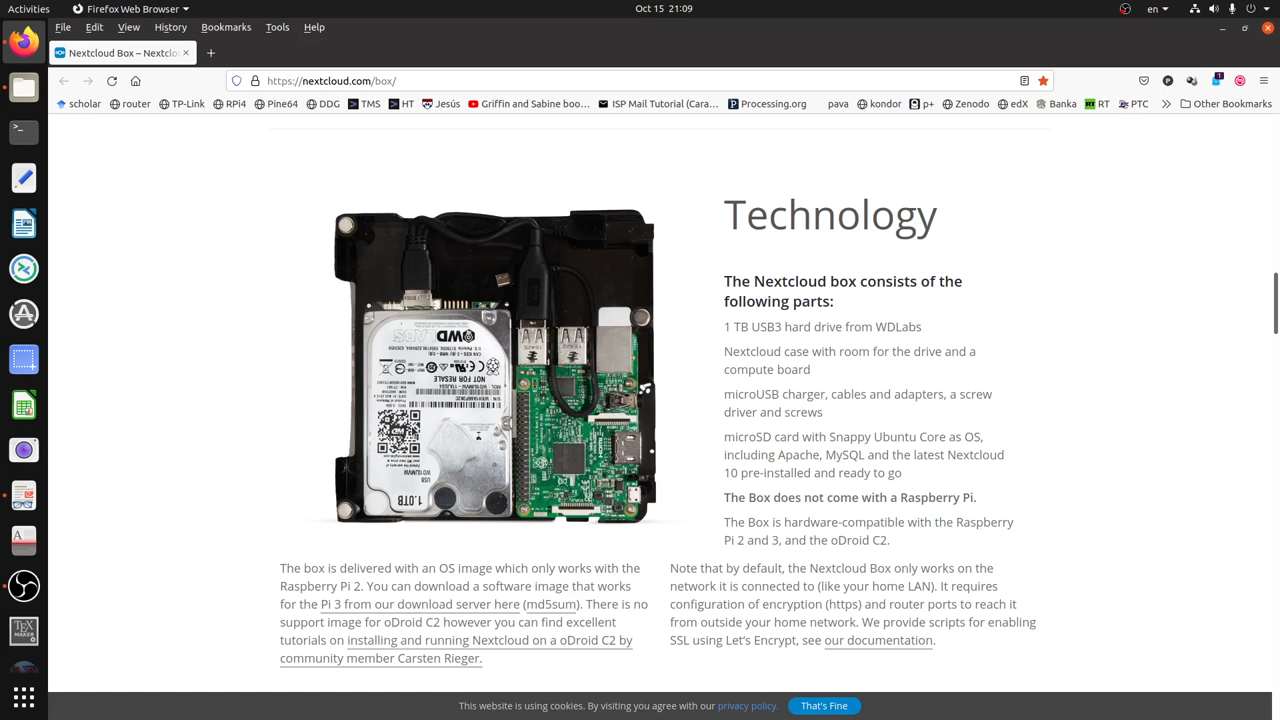 Activities
Firefox Web Browser
Oct 15 21:09
en
File Edit View History Bookmarks Tools Help
Nextcloud Box – Nextclo
https://nextcloud.com/box/
scholar router TP-Link RPi4 Pine64 DDG TMS HT Jesús Griffin and Sabine boo… ISP Mail Tutorial (Cara… Processing.org pava kondor p+ Zenodo edX Banka RT PTC Other Bookmarks
Technology
The Nextcloud box consists of the
following parts:
1 TB USB3 hard drive from WDLabs
Nextcloud case with room for the drive and a
compute board
microUSB charger, cables and adapters, a screw
driver and screws
microSD card with Snappy Ubuntu Core as OS,
including Apache, MySQL and the latest Nextcloud
10 pre-installed and ready to go
The Box does not come with a Raspberry Pi.
The Box is hardware-compatible with the Raspberry
Pi 2 and 3, and the oDroid C2.
WD LABS
NOT FOR RESALE
1.0TB
The box is delivered with an OS image which only works with the
Raspberry Pi 2. You can download a software image that works
for the Pi 3 from our download server here (md5sum). There is no
support image for oDroid C2 however you can find excellent
tutorials on installing and running Nextcloud on a oDroid C2 by
community member Carsten Rieger.
Note that by default, the Nextcloud Box only works on the
network it is connected to (like your home LAN). It requires
configuration of encryption (https) and router ports to reach it
from outside your home network. We provide scripts for enabling
SSL using Let's Encrypt, see our documentation.
This website is using cookies. By visiting you agree with our privacy policy.
That's Fine